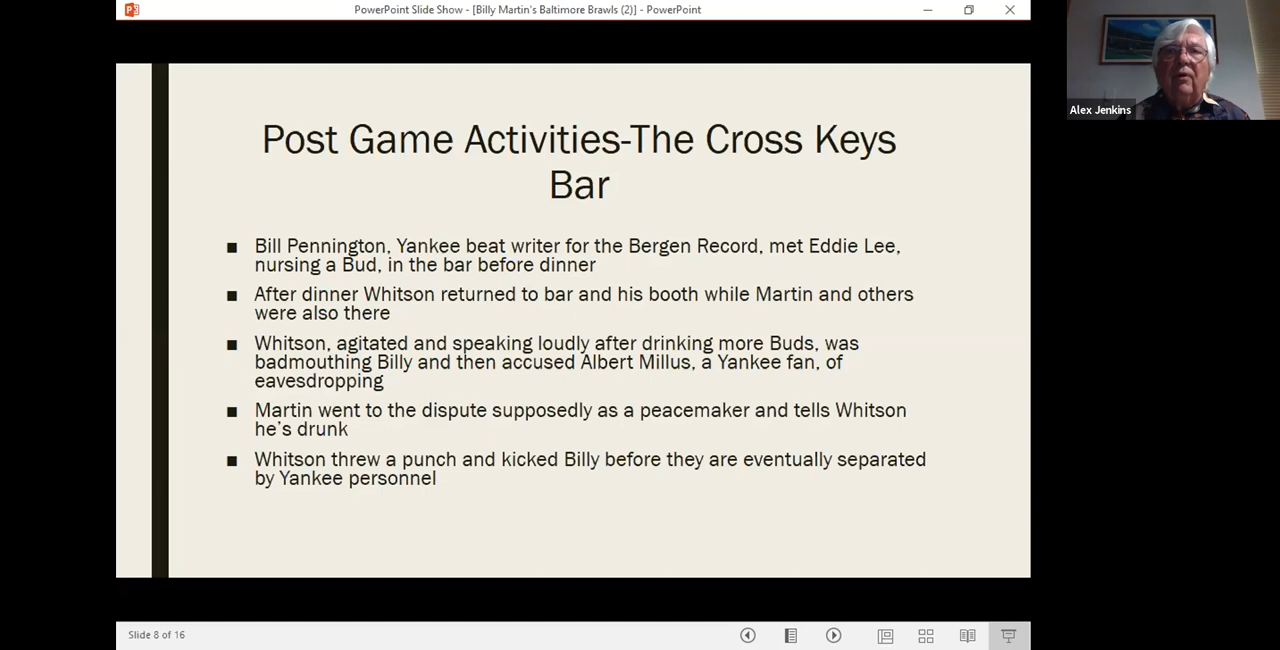 PowerPoint Slide Show - [Billy Martin's Baltimore Brawls (2)] - PowerPoint
Alex Jenkins
Post Game Activities-The Cross Keys
Bar
■ Bill Pennington, Yankee beat writer for the Bergen Record, met Eddie Lee,
nursing a Bud, in the bar before dinner
■ After dinner Whitson returned to bar and his booth while Martin and others
were also there
■ Whitson, agitated and speaking loudly after drinking more Buds, was
badmouthing Billy and then accused Albert Millus, a Yankee fan, of
eavesdropping
■ Martin went to the dispute supposedly as a peacemaker and tells Whitson
he's drunk
■ Whitson threw a punch and kicked Billy before they are eventually separated
by Yankee personnel
Slide 8 of 16